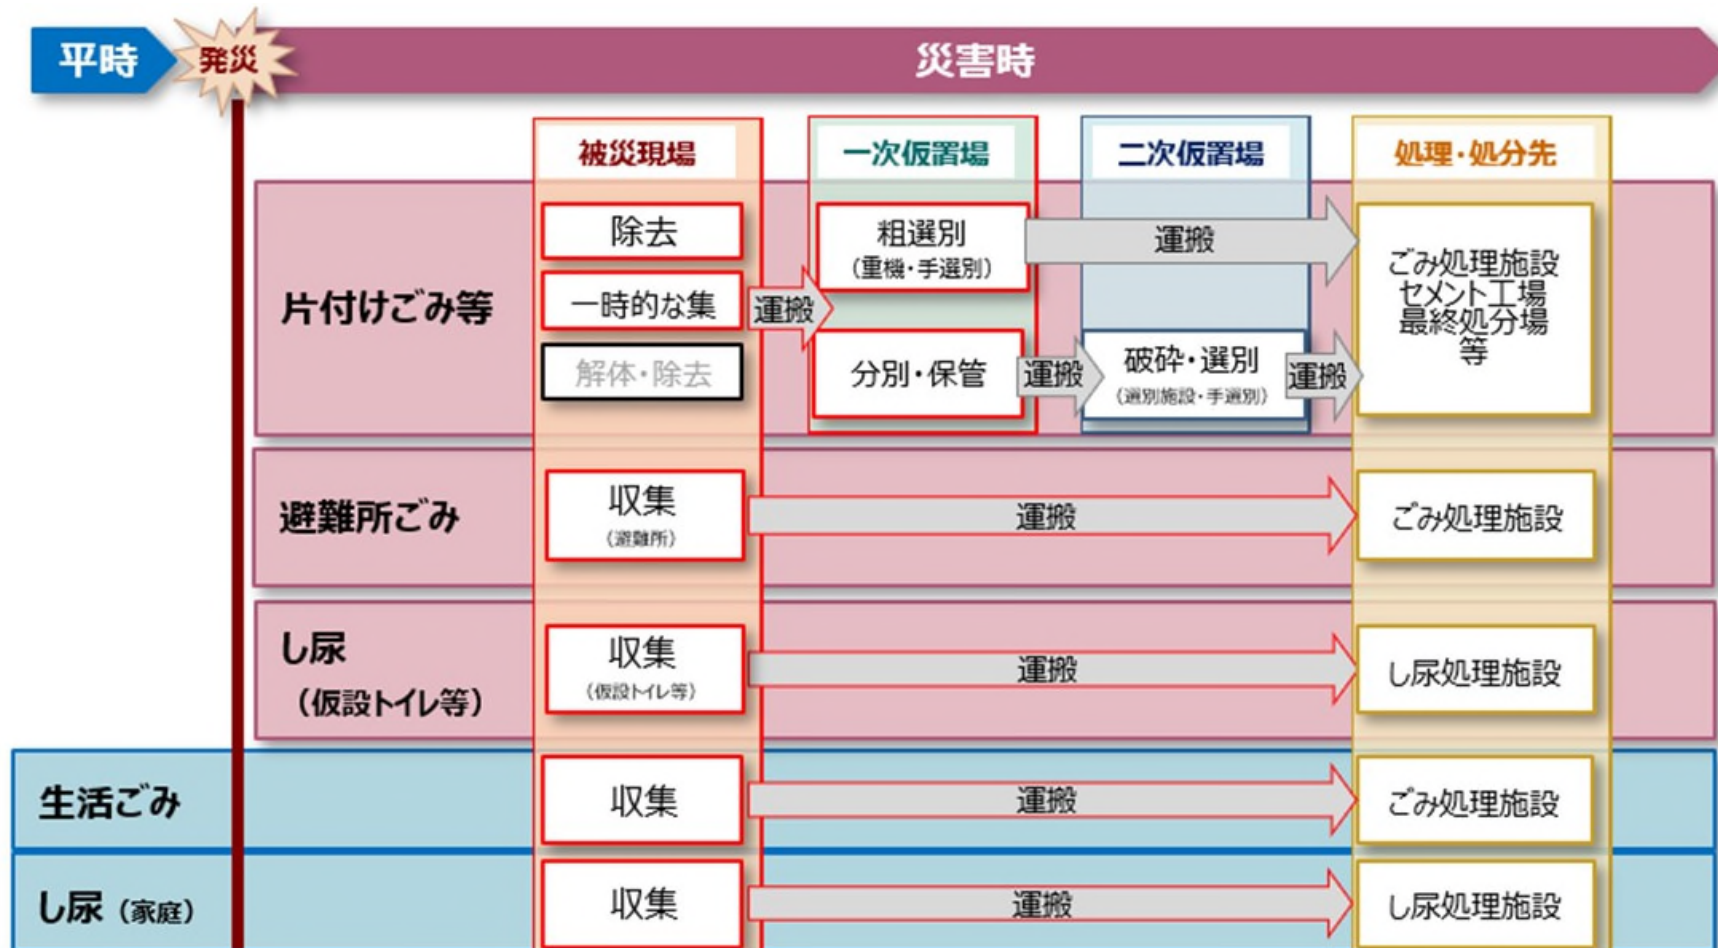 平時
発災
災害時
被災現場
一次仮置場
二次仮置場
処理・処分先
片付けごみ等
除去
一時的な集
解体・除去
運搬
粗選別
(重機・手選別)
分別・保管
運搬
運搬
破砕・選別
(選別施設・手選別)
運搬
ごみ処理施設
セメント工場
最終処分場
等
避難所ごみ
収集
(避難所)
運搬
ごみ処理施設
し尿
(仮設トイレ等)
収集
(仮設トイレ等)
運搬
し尿処理施設
生活ごみ
収集
運搬
ごみ処理施設
し尿(家庭)
収集
運搬
し尿処理施設